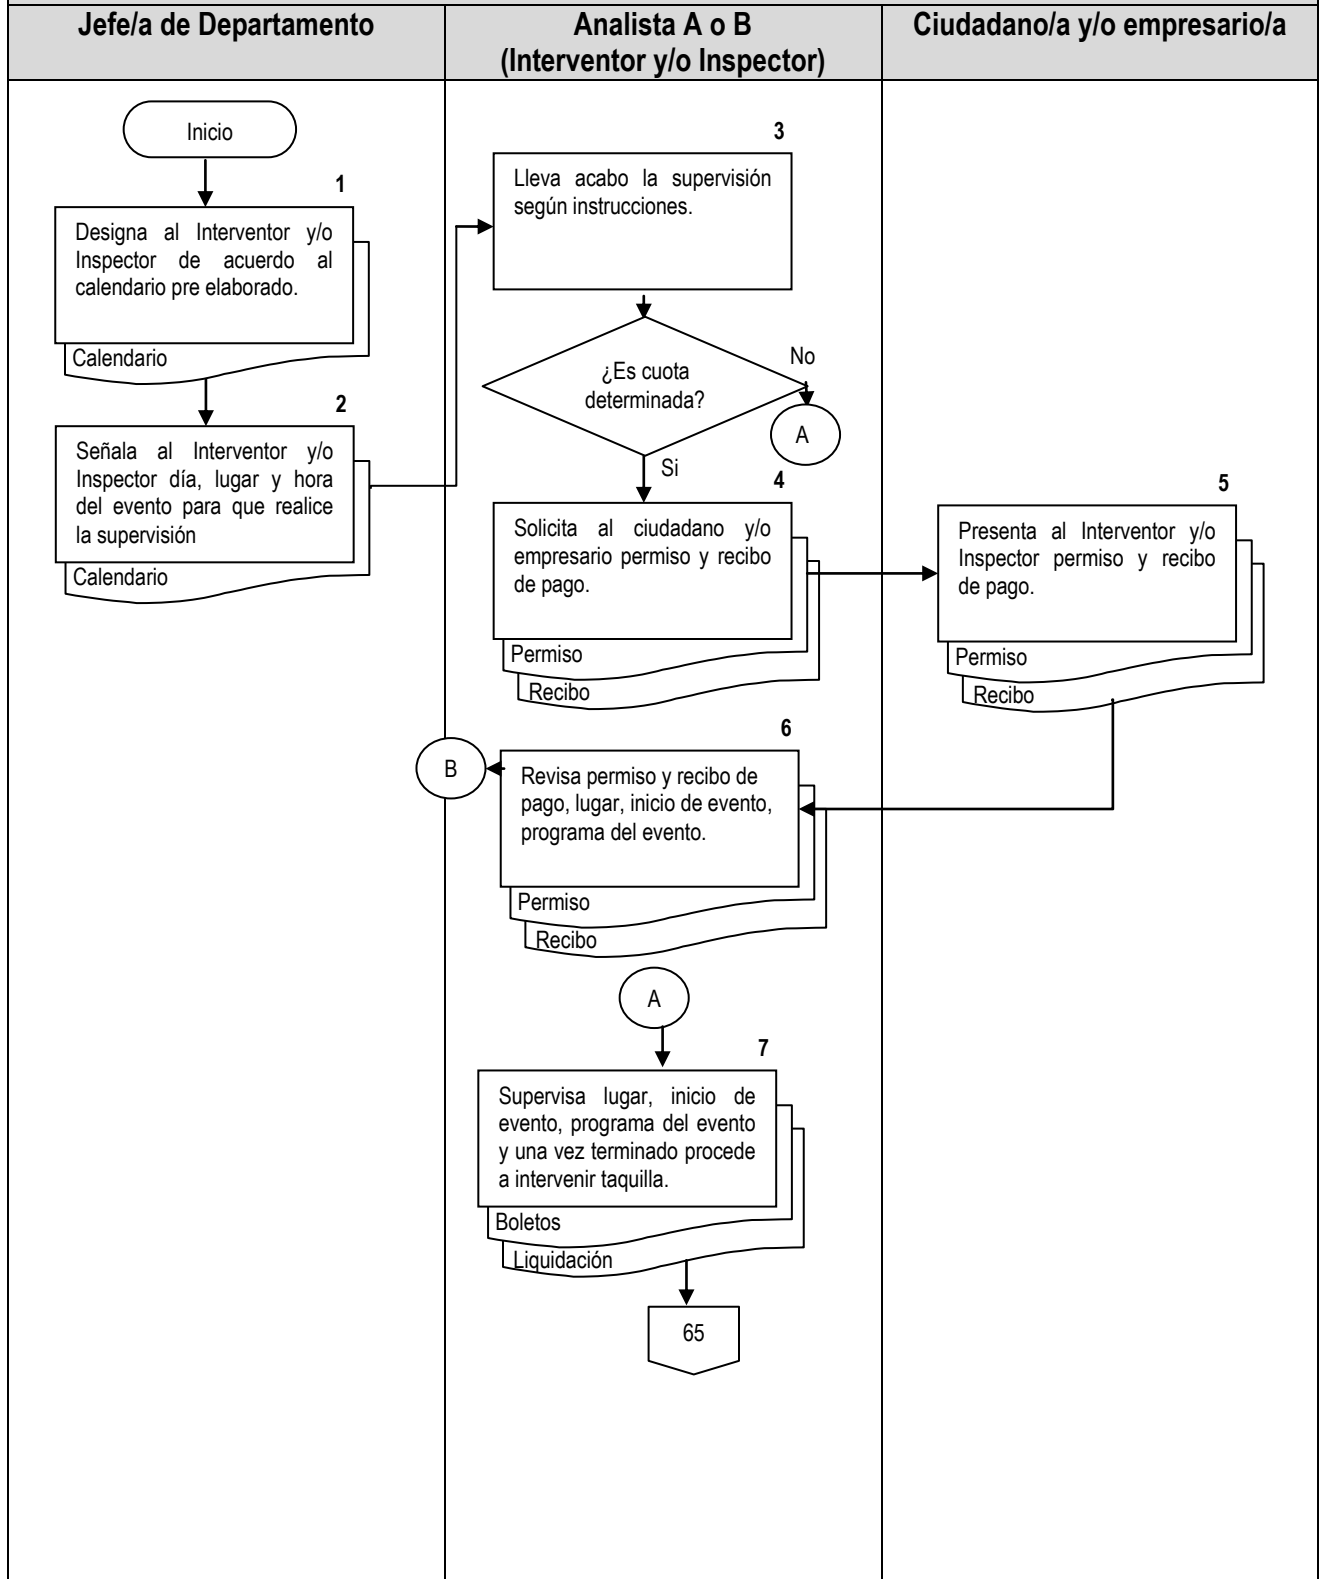 Jefe/a de Departamento
Analista A o B
(Interventor y/o Inspector)
Ciudadano/a y/o empresario/a
Inicio
1
Designa al Interventor y/o
Inspector de acuerdo al
calendario pre elaborado.
Calendario
2
Señala al Interventor y/o
Inspector día, lugar y hora
del evento para que realice
la supervisión
Calendario
3
Lleva acabo la supervisión
según instrucciones.
¿Es cuota
determinada?
No
A
Si
4
Solicita al ciudadano y/o
empresario permiso y recibo
de pago.
Permiso
Recibo
5
Presenta al Interventor y/o
Inspector permiso y recibo
de pago.
Permiso
Recibo
6
B
Revisa permiso y recibo de
pago, lugar, inicio de evento,
programa del evento.
Permiso
Recibo
A
7
Supervisa lugar, inicio de
evento, programa del evento
y una vez terminado procede
a intervenir taquilla.
Boletos
Liquidación
65